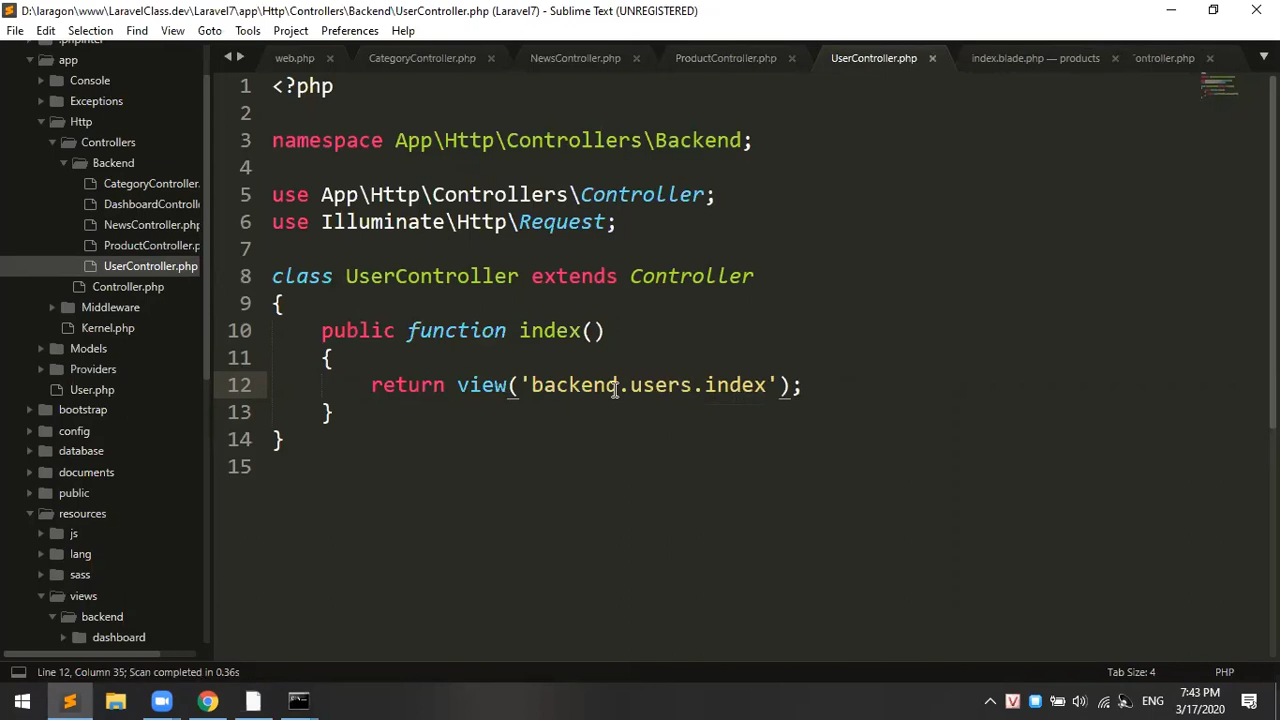 D:\laragon\www\LaravelClass.dev\Laravel7\app\Http\Controllers\Backend\UserController.php (Laravel7) - Sublime Text (UNREGISTERED)
File Edit Selection Find View Goto Tools Project Preferences Help
web.php CategoryController.php NewsController.php ProductController.php UserController.php index.blade.php — products
app
Console
Exceptions
Http
Controllers
Backend
CategoryController.
DashboardControll
NewsController.php
ProductController.p
UserController.php
Controller.php
Middleware
Kernel.php
Models
Providers
User.php
bootstrap
config
database
documents
public
resources
js
lang
sass
views
backend
dashboard
1 <?php
2
3 namespace App\Http\Controllers\Backend;
4
5 use App\Http\Controllers\Controller;
6 use Illuminate\Http\Request;
7
8 class UserController extends Controller
9 {
10 public function index()
11 {
12 return view('backend.users.index');
13 }
14 }
15
Line 12, Column 35; Scan completed in 0.36s Tab Size: 4 PHP
ENG 7:43 PM
3/17/2020